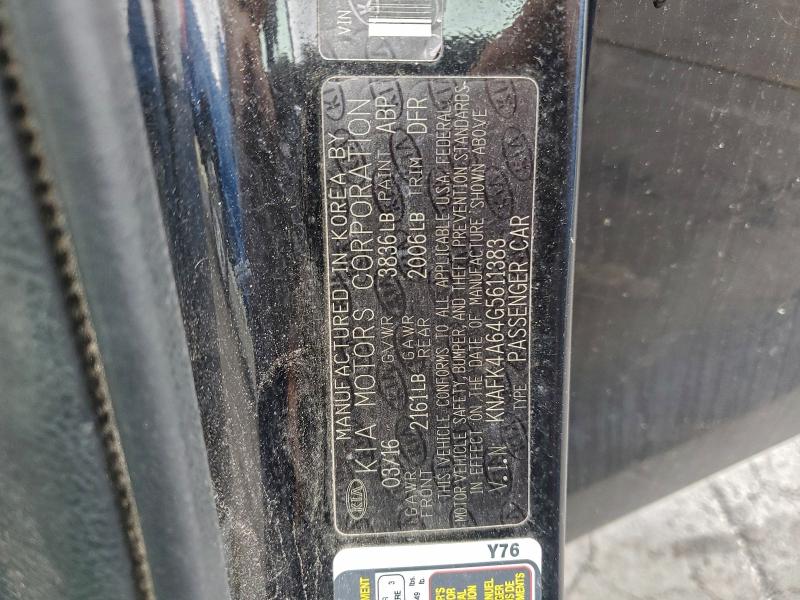 VIN
MANUFACTURED IN KOREA BY
KIA KIA MOTORS CORPORATION
03/16 GVWR 3836LB PAINT ABP
GAWR FRONT 2161LB GAWR REAR 2006LB TRIM DFR
THIS VEHICLE CONFORMS TO ALL APPLICABLE U.S.A. FEDERAL
MOTOR VEHICLE SAFETY, BUMPER, AND THEFT PREVENTION STANDARDS
IN EFFECT ON THE DATE OF MANUFACTURE SHOWN ABOVE
V.I.N KNAFK4A64G5611383
TYPE: PASSENGER CAR
Y76